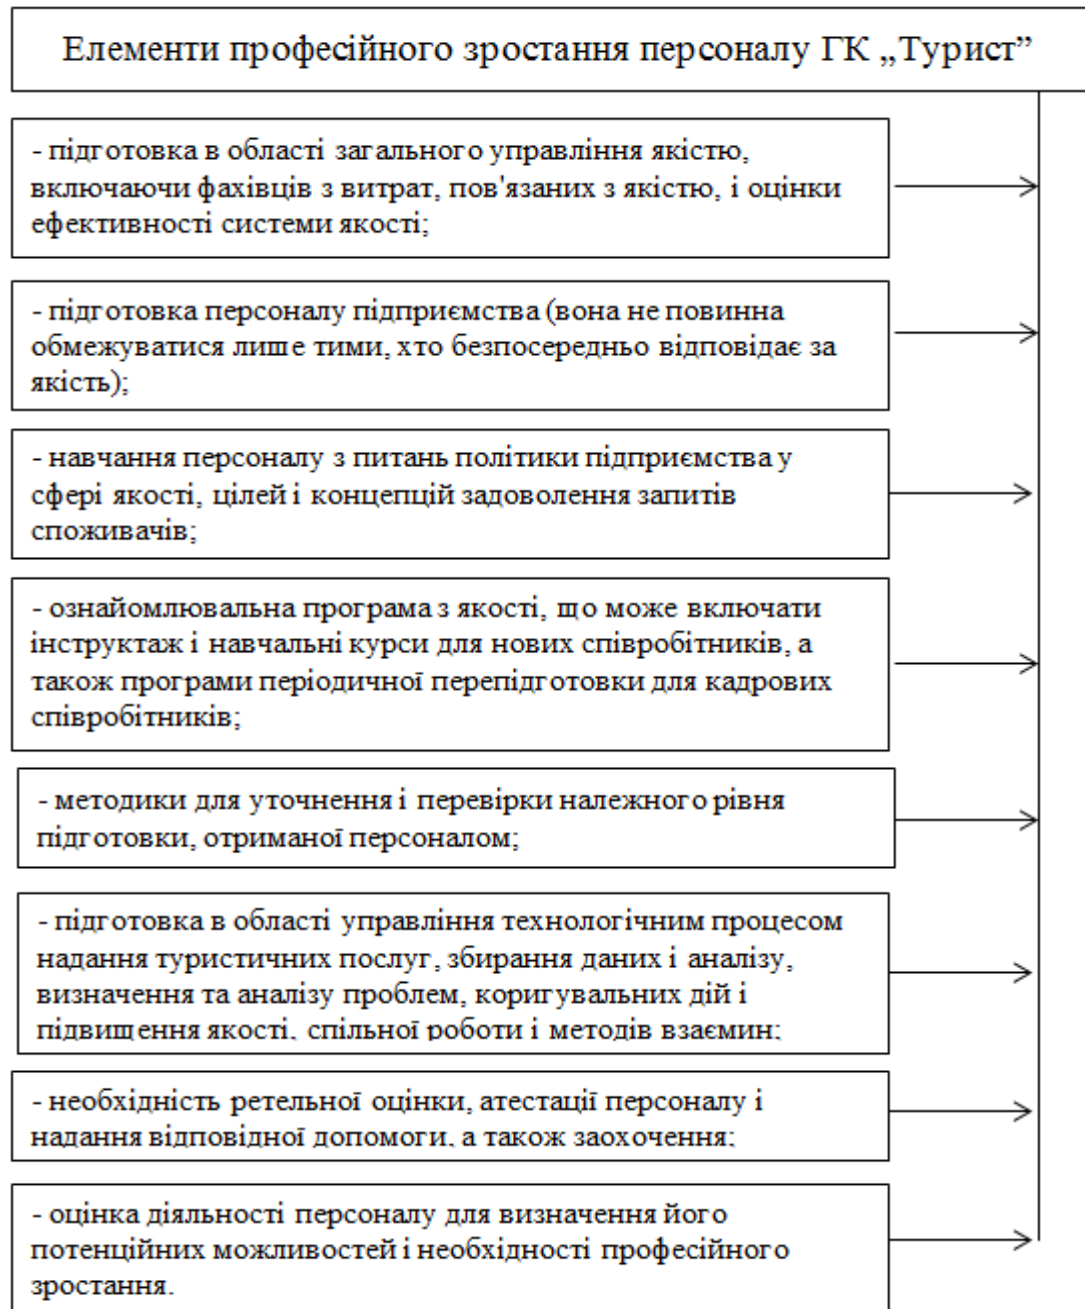 Елементи професійного зростання персоналу ГК „Турист”
- підготовка в області загального управління якістю,
включаючи фахівців з витрат, пов'язаних з якістю, і оцінки
ефективності системи якості;
- підготовка персоналу підприємства (вона не повинна
обмежуватися лише тими, хто безпосередньо відповідає за
якість);
- навчання персоналу з питань політики підприємства у
сфері якості, цілей і концепцій задоволення запитів
споживачів;
- ознайомлювальна програма з якості, що може включати
інструктаж і навчальні курси для нових співробітників, а
також програми періодичної перепідготовки для кадрових
співробітників;
- методики для уточнення і перевірки належного рівня
підготовки, отриманої персоналом;
- підготовка в області управління технологічним процесом
надання туристичних послуг, збирання даних і аналізу,
визначення та аналізу проблем, коригувальних дій і
підвищення якості, спільної роботи і методів взаємин;
- необхідність ретельної оцінки, атестації персоналу і
надання відповідної допомоги, а також заохочення;
- оцінка діяльності персоналу для визначення його
потенційних можливостей і необхідності професійного
зростання.